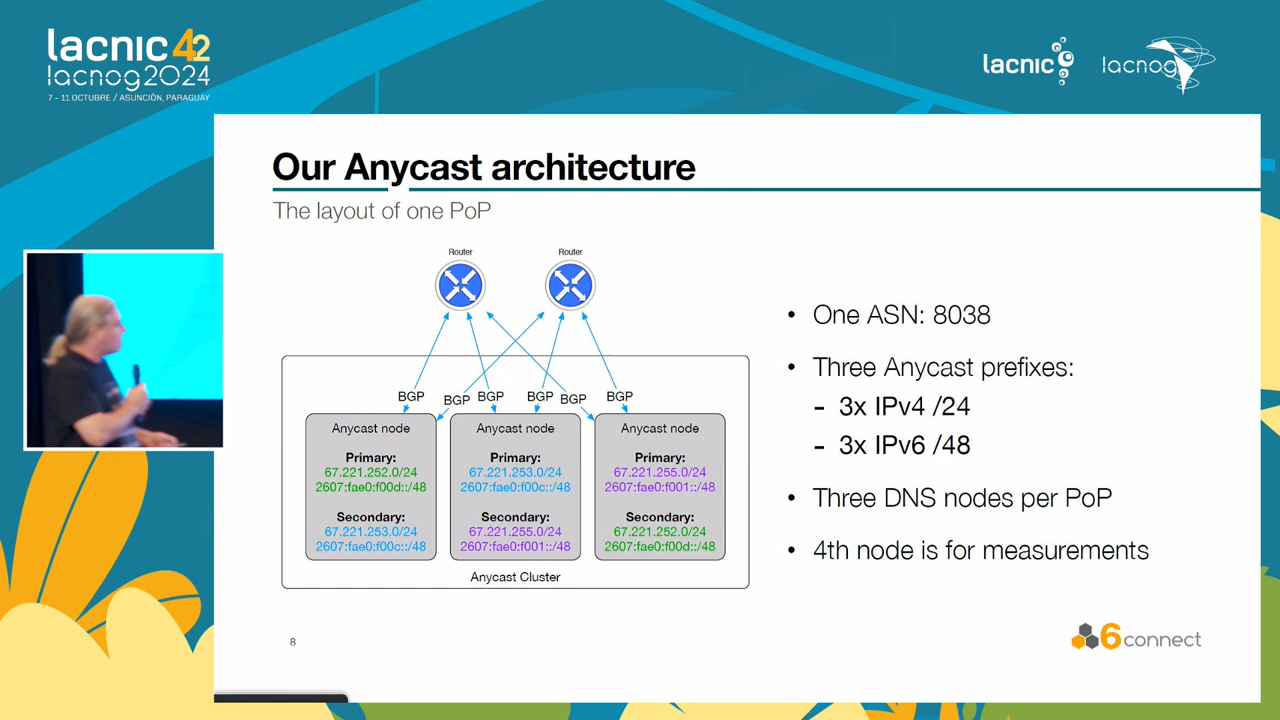 lacnic 42
lacnog2024
7 - 11 OCTUBRE / ASUNCIÓN, PARAGUAY
lacnic
lacnog
Our Anycast architecture
The layout of one PoP
Router
Router
BGP
BGP
BGP
BGP
BGP
BGP
Anycast node
Primary:
67.221.252.0/24
2607:fae0:f00d::/48
Secondary:
67.221.253.0/24
2607:fae0:f00c::/48
Anycast node
Primary:
67.221.253.0/24
2607:fae0:f00c::/48
Secondary:
67.221.255.0/24
2607:fae0:f001::/48
Anycast node
Primary:
67.221.255.0/24
2607:fae0:f001::/48
Secondary:
67.221.252.0/24
2607:fae0:f00d::/48
Anycast Cluster
• One ASN: 8038
• Three Anycast prefixes:
- 3x IPv4 /24
- 3x IPv6 /48
• Three DNS nodes per PoP
• 4th node is for measurements
8
6connect